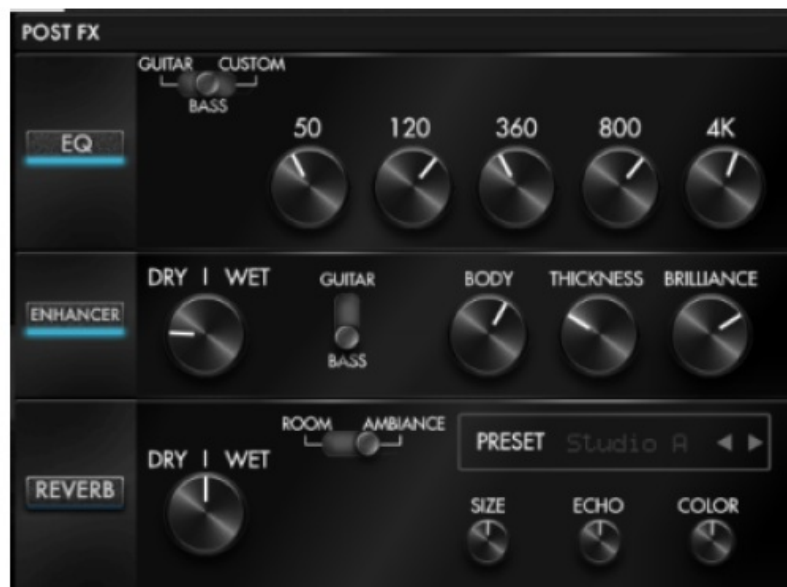 POST FX
GUITAR CUSTOM
BASS
EQ
50 120 360 800 4K
DRY | WET
GUITAR
BASS
BODY THICKNESS BRILLIANCE
ENHANCER
ROOM AMBIANCE
DRY | WET
PRESET Studio A
REVERB
SIZE ECHO COLOR